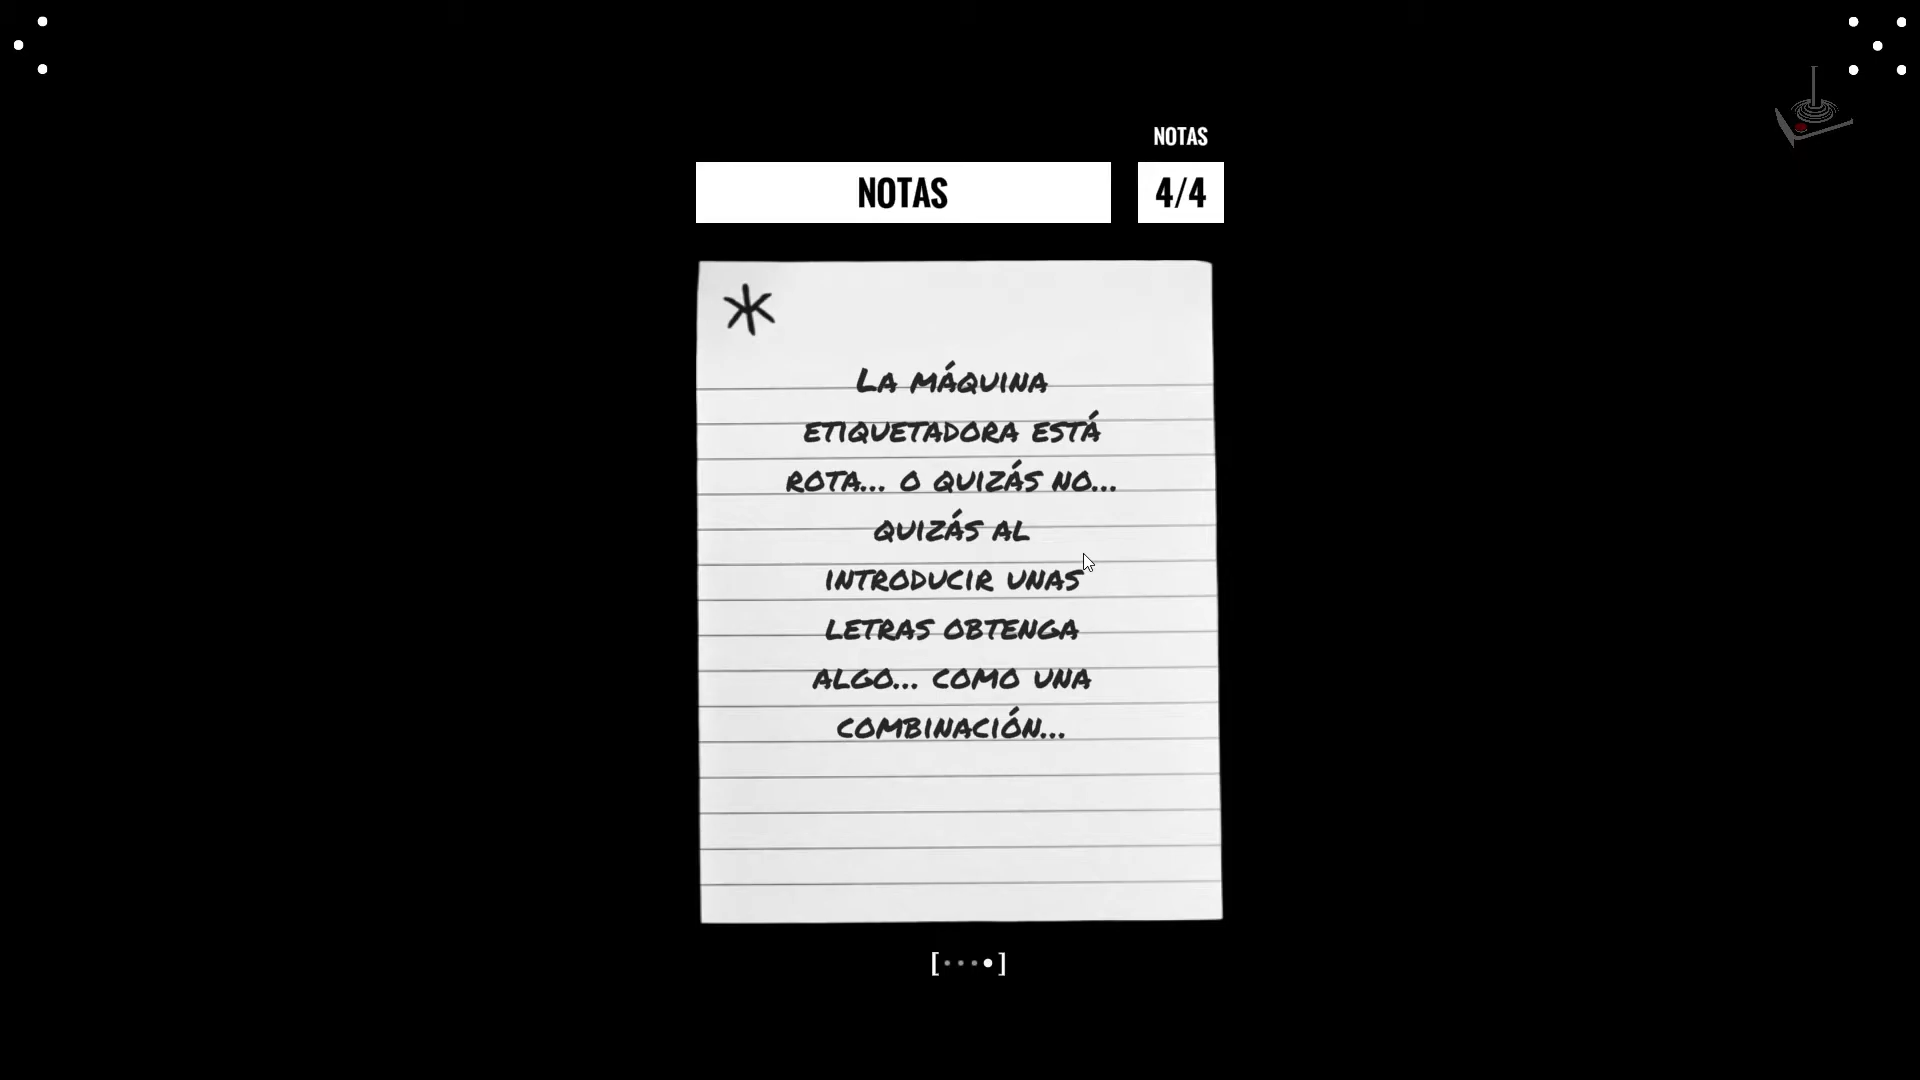 NOTAS
NOTAS
4/4
LA MÁQUINA
ETIQUETADORA ESTÁ
ROTA... O QUIZÁS NO...
QUIZÁS AL
INTRODUCIR UNAS
LETRAS OBTENGA
ALGO... COMO UNA
COMBINACIÓN...